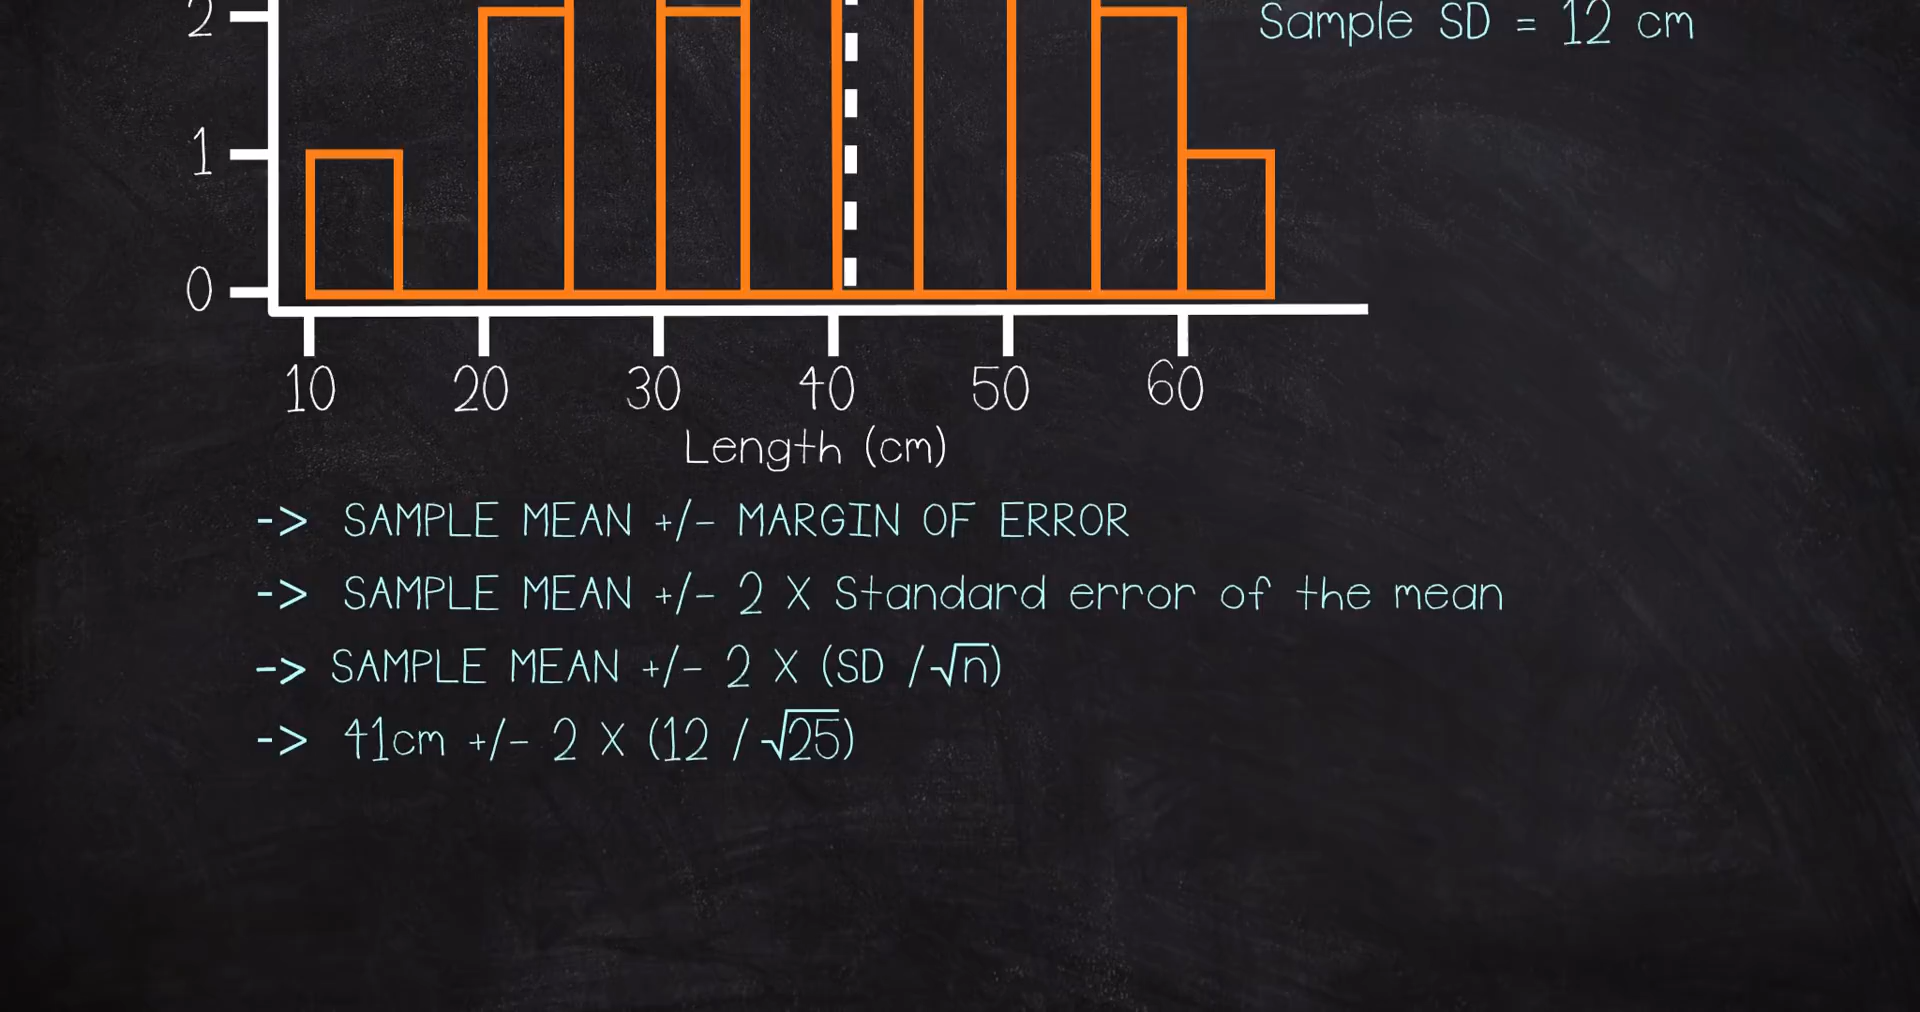 2
Sample SD = 12 cm
1
0
10 20 30 40 50 60
Length (cm)
-> SAMPLE MEAN +/- MARGIN OF ERROR
-> SAMPLE MEAN +/- 2 X Standard error of the mean
-> SAMPLE MEAN +/- 2 X (SD /√n)
-> 41cm +/- 2 X (12 /√25)